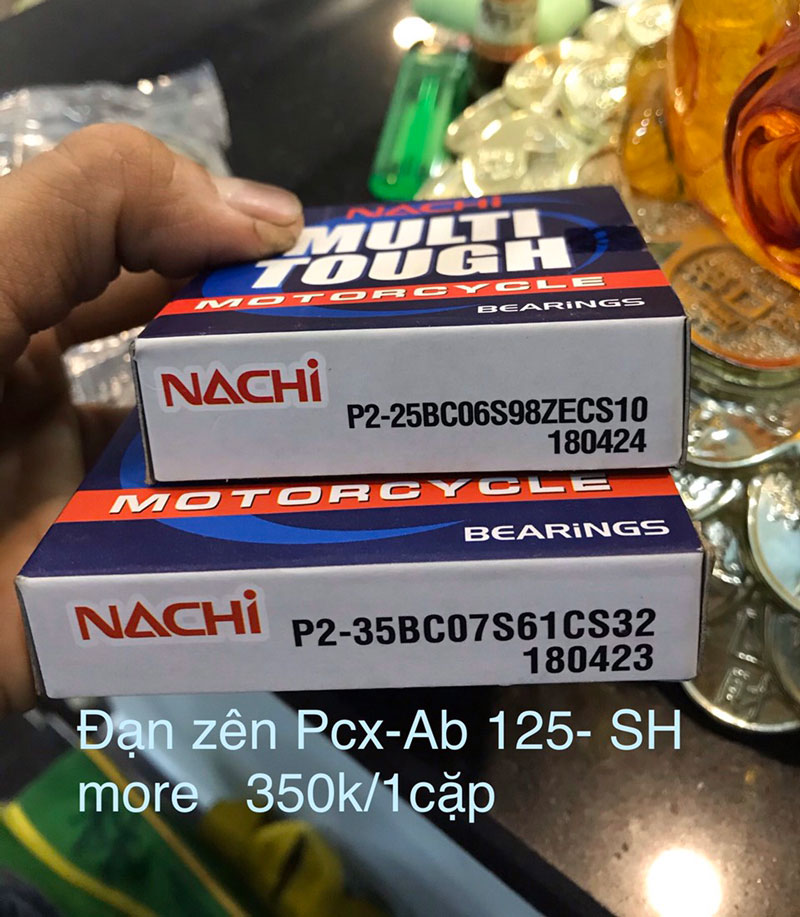 NACHi
MULTI
TOUGH
MOTORCYCLE
BEARiNGS
NACHi
P2-25BC06S98ZECS10
180424
MOTORCYCLE
BEARiNGS
NACHi
P2-35BC07S61CS32
180423
Đạn zên Pcx-Ab 125- SH
more 350k/1cặp